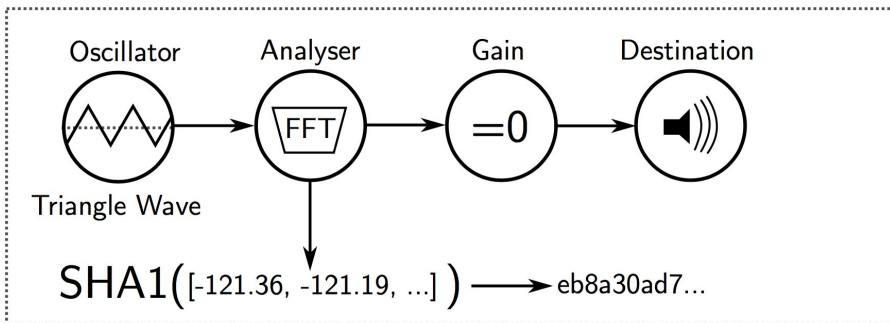 Oscillator Analyser Gain Destination
FFT =0
Triangle Wave
SHA1([-121.36, -121.19, ...]) eb8a30ad7...